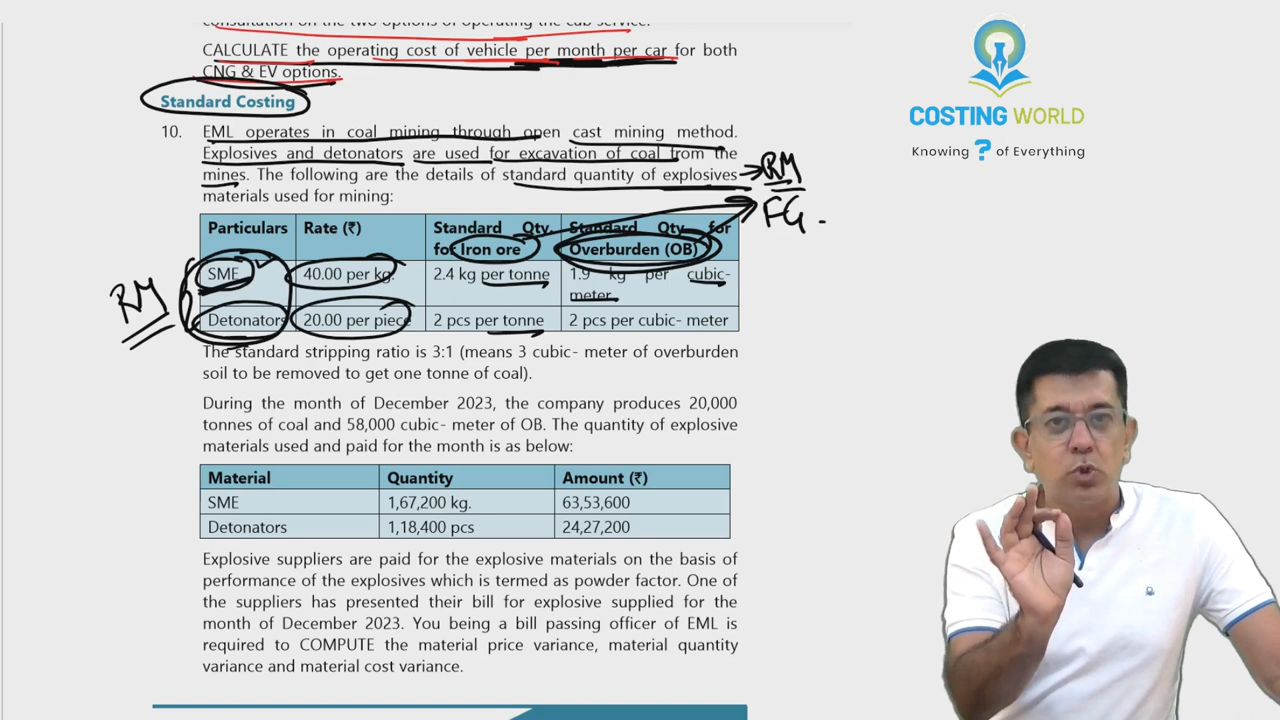 consultation on the two options of operating the cab service.
CALCULATE the operating cost of vehicle per month per car for both
CNG & EV options.
Standard Costing
10. EML operates in coal mining through open cast mining method.
Explosives and detonators are used for excavation of coal from the
mines. The following are the details of standard quantity of explosives
materials used for mining:
RM
FG
Particulars Rate (₹) Standard Qty. Standard Qty. for
for Iron ore Overburden (OB)
SME 40.00 per kg. 2.4 kg per tonne 1.9 kg per cubic-
meter
Detonators 20.00 per piece 2 pcs per tonne 2 pcs per cubic- meter
RM
The standard stripping ratio is 3:1 (means 3 cubic- meter of overburden
soil to be removed to get one tonne of coal).
During the month of December 2023, the company produces 20,000
tonnes of coal and 58,000 cubic- meter of OB. The quantity of explosive
materials used and paid for the month is as below:
Material Quantity Amount (₹)
SME 1,67,200 kg. 63,53,600
Detonators 1,18,400 pcs 24,27,200
Explosive suppliers are paid for the explosive materials on the basis of
performance of the explosives which is termed as powder factor. One of
the suppliers has presented their bill for explosive supplied for the
month of December 2023. You being a bill passing officer of EML is
required to COMPUTE the material price variance, material quantity
variance and material cost variance.
COSTING WORLD
Knowing ? of Everything